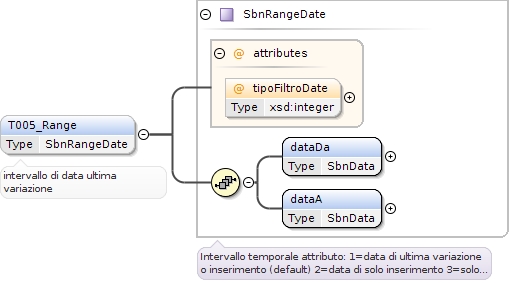 SbnRangeDate
@ attributes
@ tipoFiltroDate
Type xsd:integer
T005_Range
Type SbnRangeDate
intervallo di data ultima
variazione
dataDa
Type SbnData
dataA
Type SbnData
Intervallo temporale attributo: 1=data di ultima variazione
o inserimento (default) 2=data di solo inserimento 3=solo...